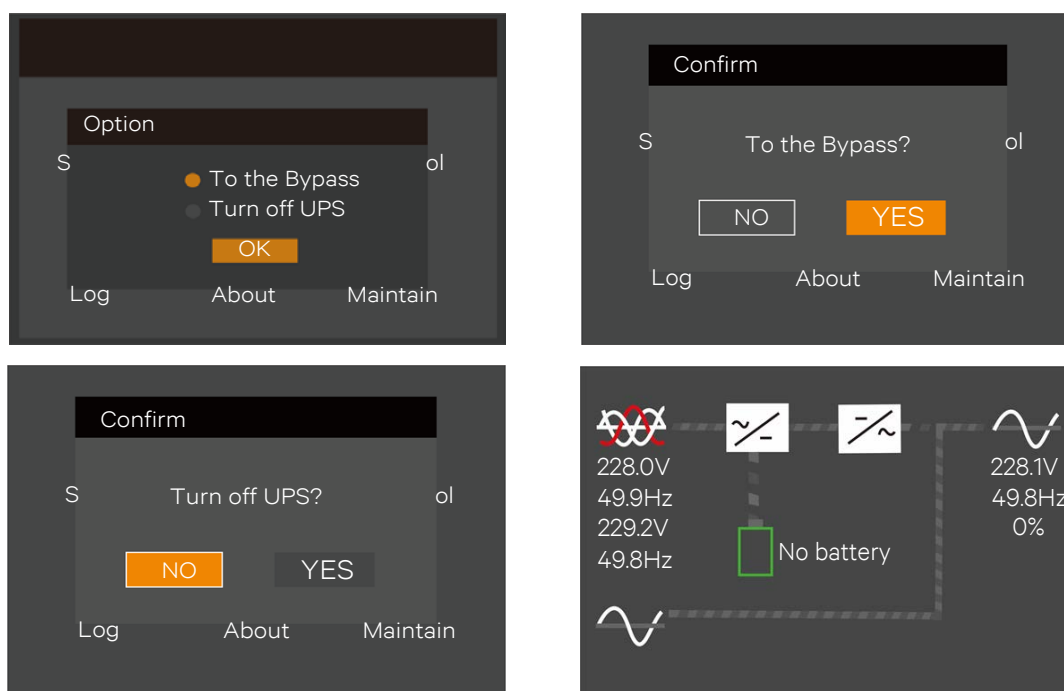 Option
S
ol
To the Bypass
Turn off UPS
OK
Log About Maintain
Confirm
S To the Bypass? ol
NO YES
Log About Maintain
Confirm
S Turn off UPS? ol
NO YES
Log About Maintain
228.0V
49.9Hz
229.2V
49.8Hz
No battery
228.1V
49.8Hz
0%